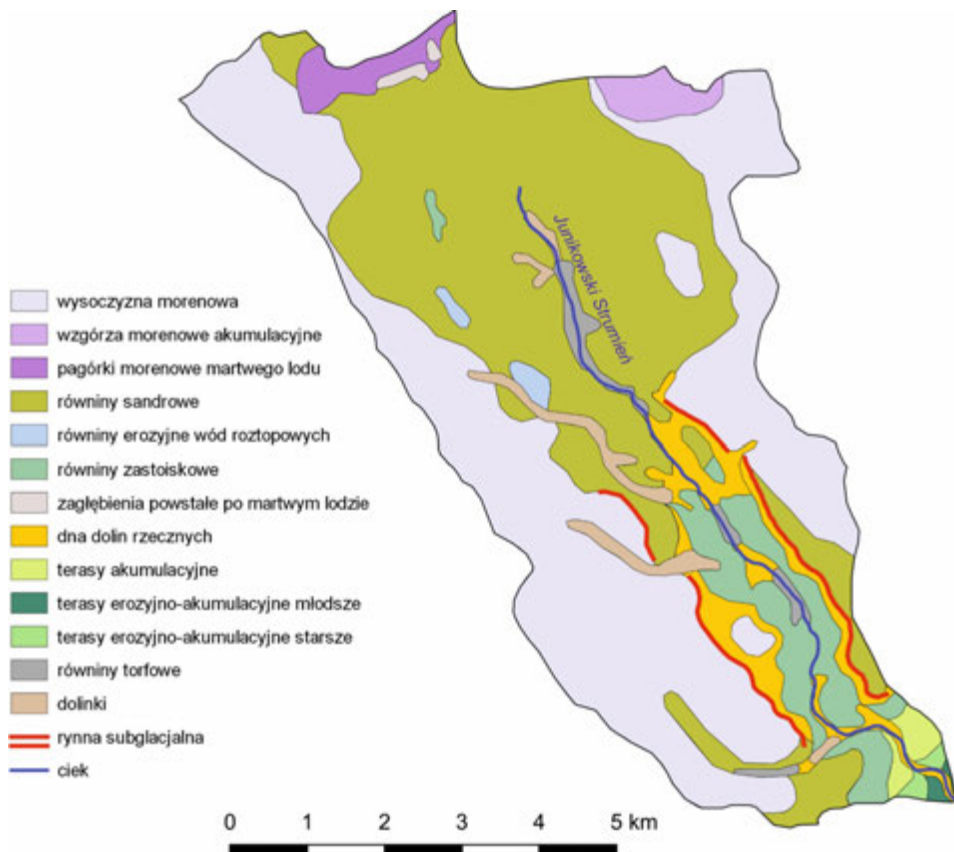 Junikowski Strumień
wysoczyzna morenowa
wzgórza morenowe akumulacyjne
pagórki morenowe martwego lodu
równiny sandrowe
równiny erozyjne wód roztopowych
równiny zastoiskowe
zagłębienia powstałe po martwym lodzie
dna dolin rzecznych
terasy akumulacyjne
terasy erozyjno-akumulacyjne młodsze
terasy erozyjno-akumulacyjne starsze
równiny torfowe
dolinki
rynna subglacjalna
ciek
0 1 2 3 4 5 km